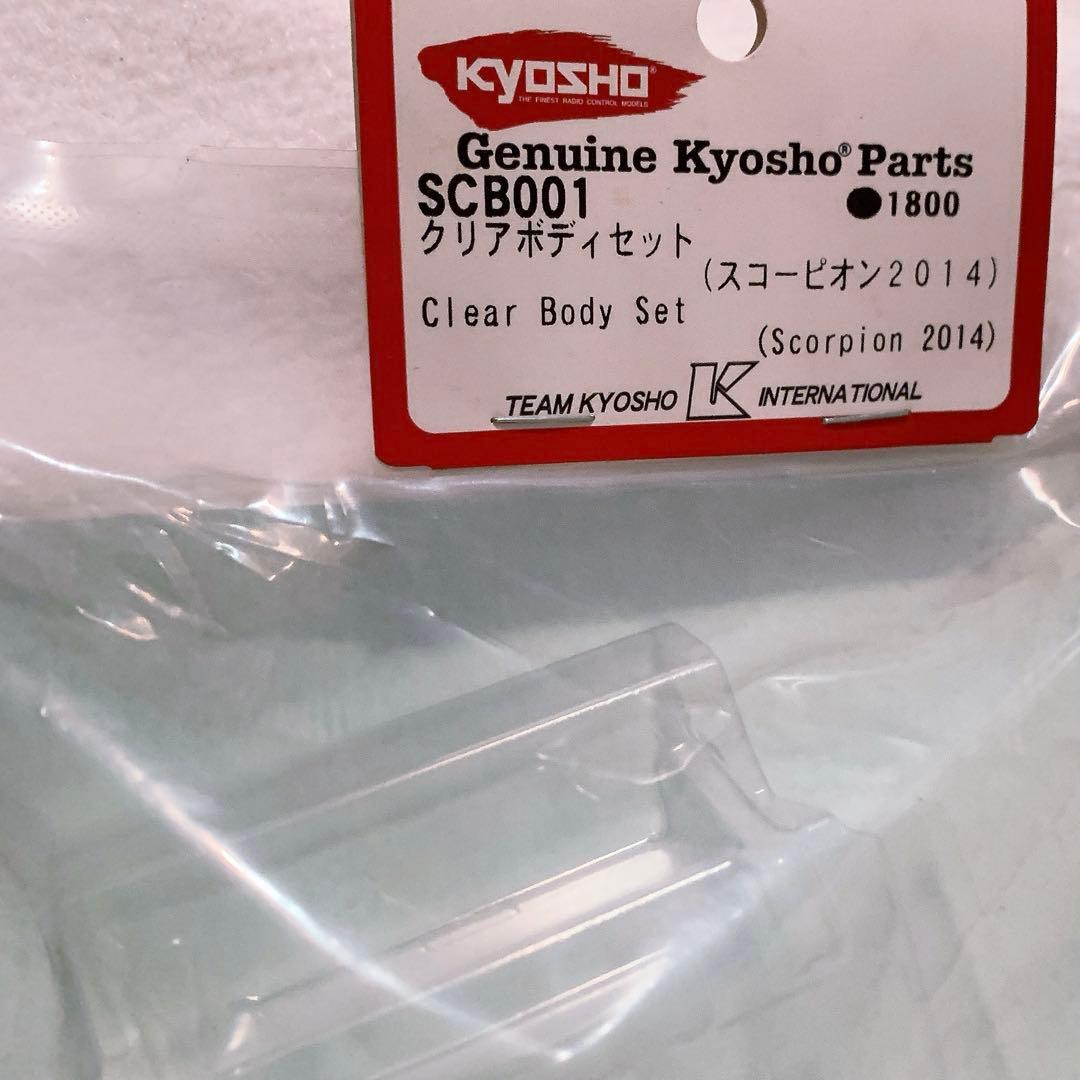 KYOSHO®
THE FINEST RADIO CONTROL MODELS
Genuine Kyosho® Parts
SCB001 ●1800
クリアボディセット
(スコーピオン2014)
Clear Body Set
(Scorpion 2014)
TEAM KYOSHO K INTERNATIONAL